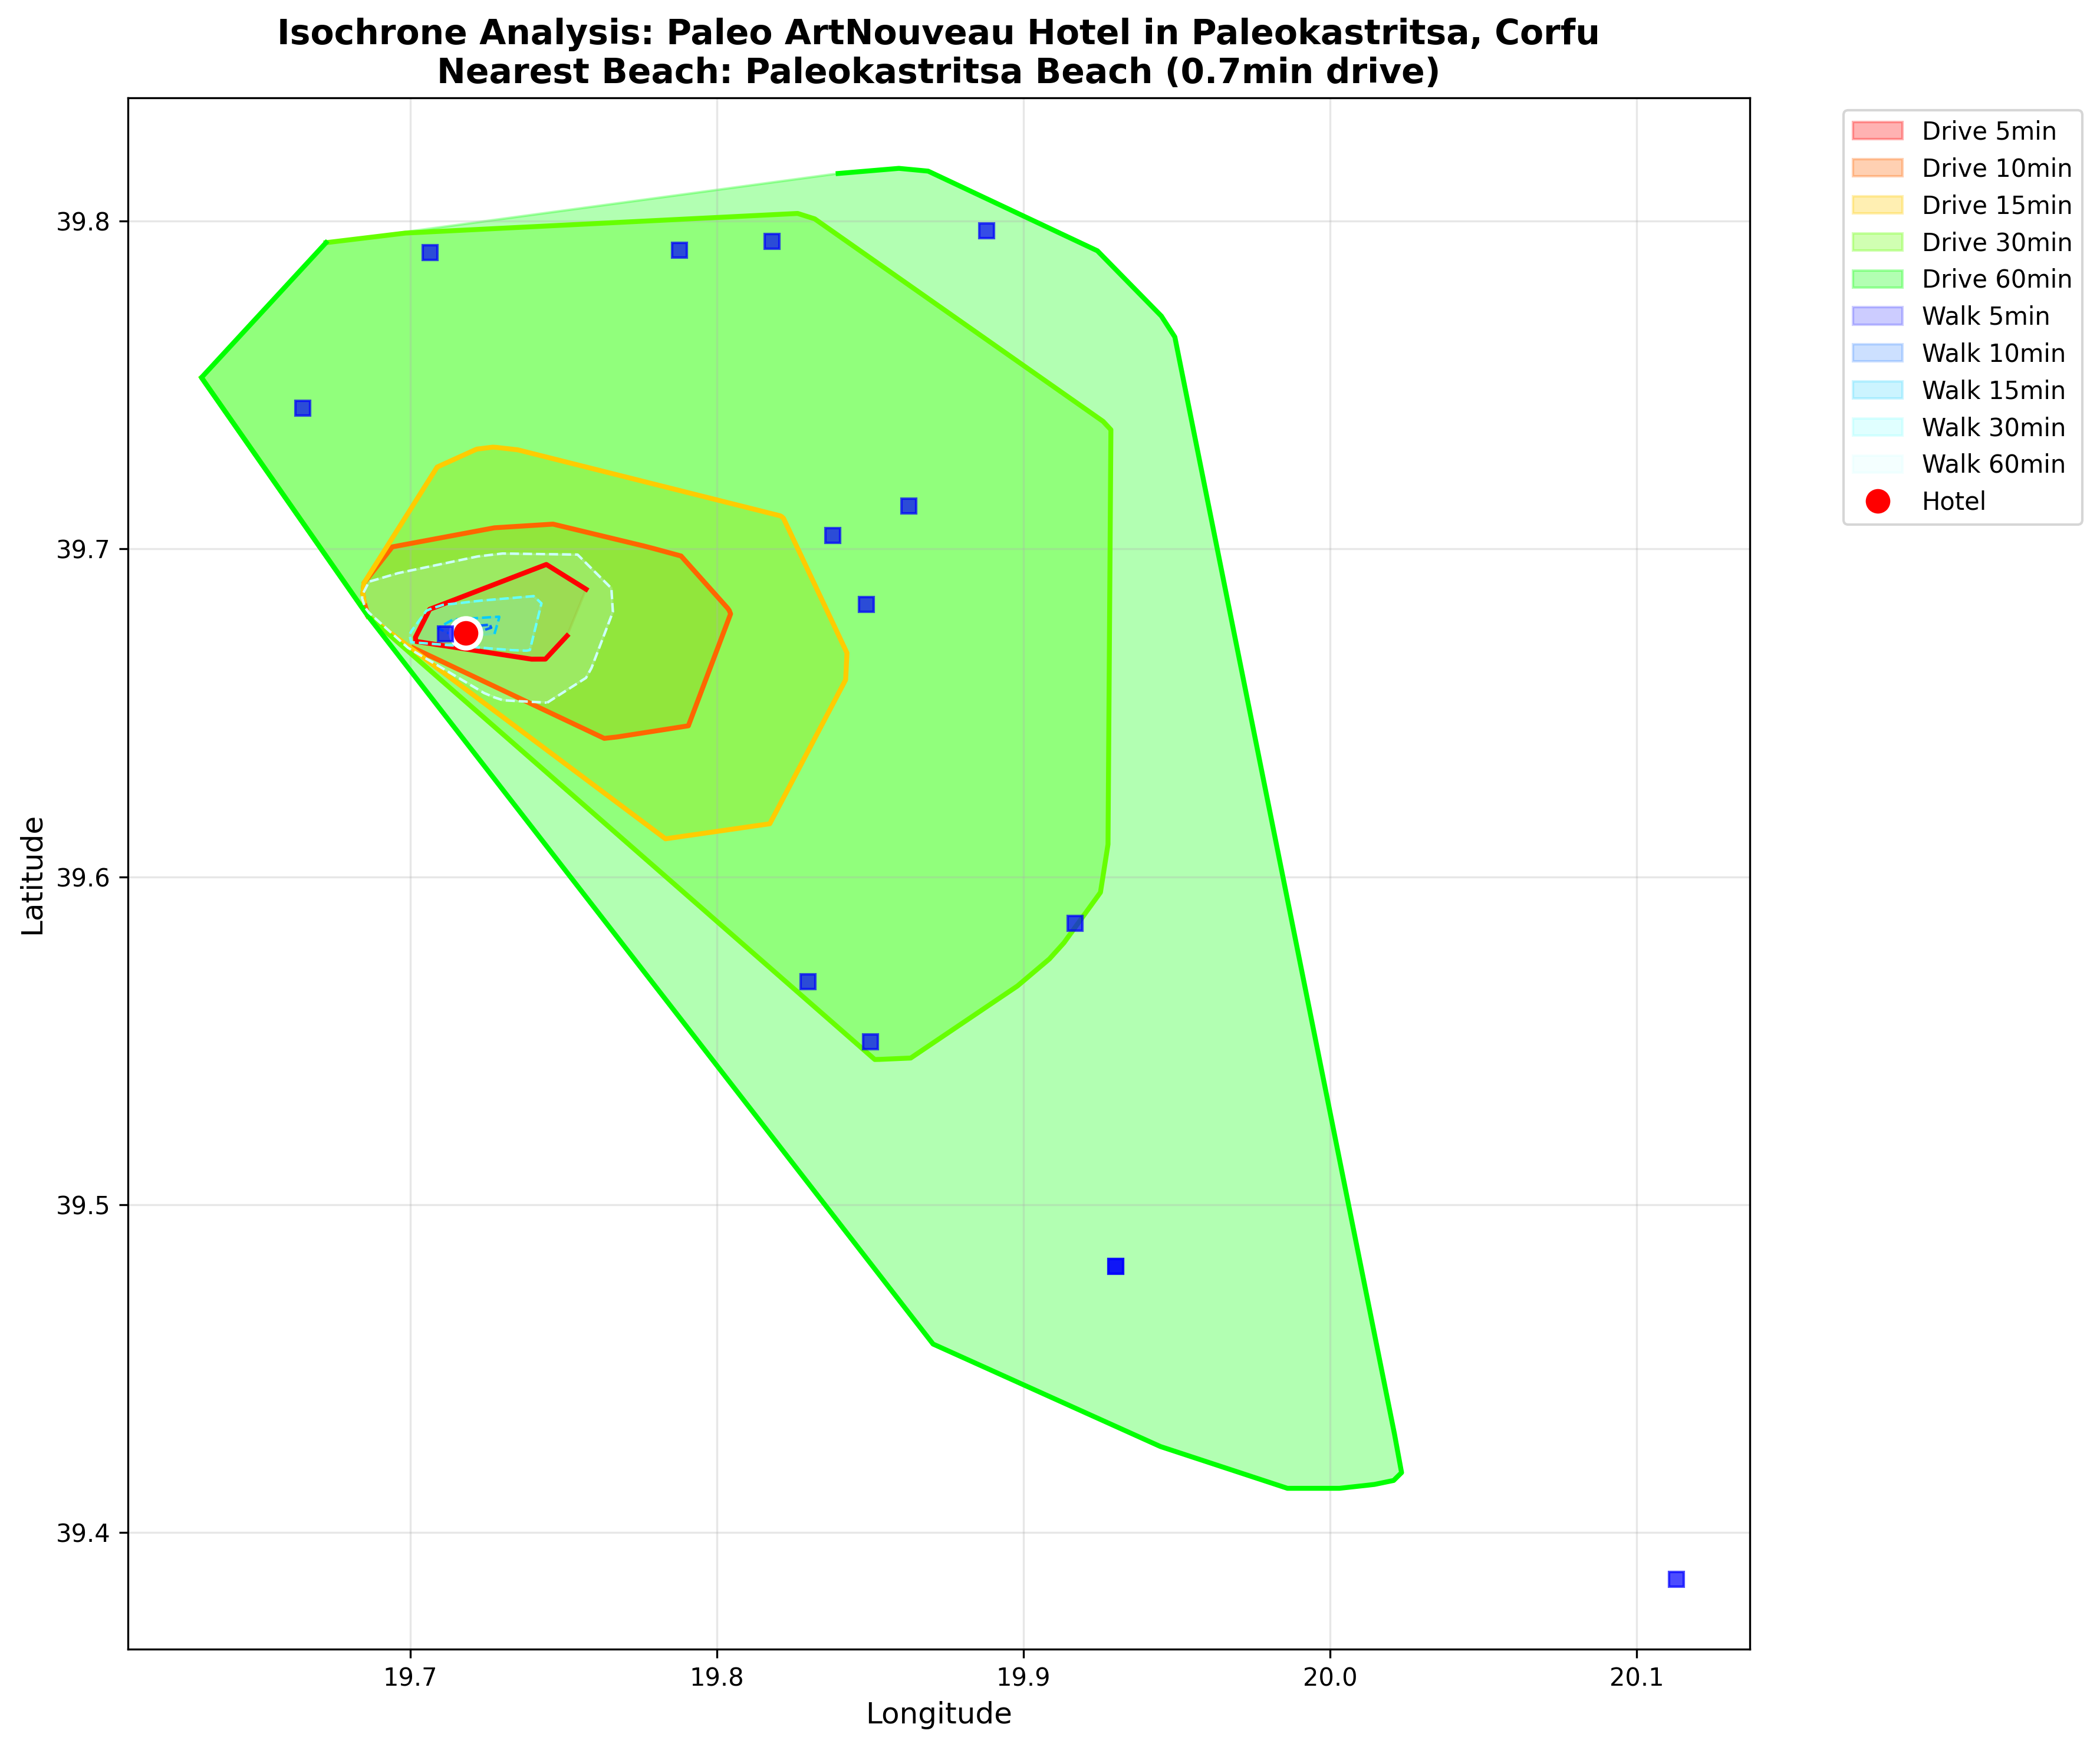 Isochrone Analysis: Paleo ArtNouveau Hotel in Paleokastritsa, Corfu
Nearest Beach: Paleokastritsa Beach (0.7min drive)
Drive 5min
Drive 10min
Drive 15min
Drive 30min
Drive 60min
Walk 5min
Walk 10min
Walk 15min
Walk 30min
Walk 60min
Hotel
Latitude
39.8
39.7
39.6
39.5
39.4
19.7
19.8
19.9
20.0
20.1
Longitude